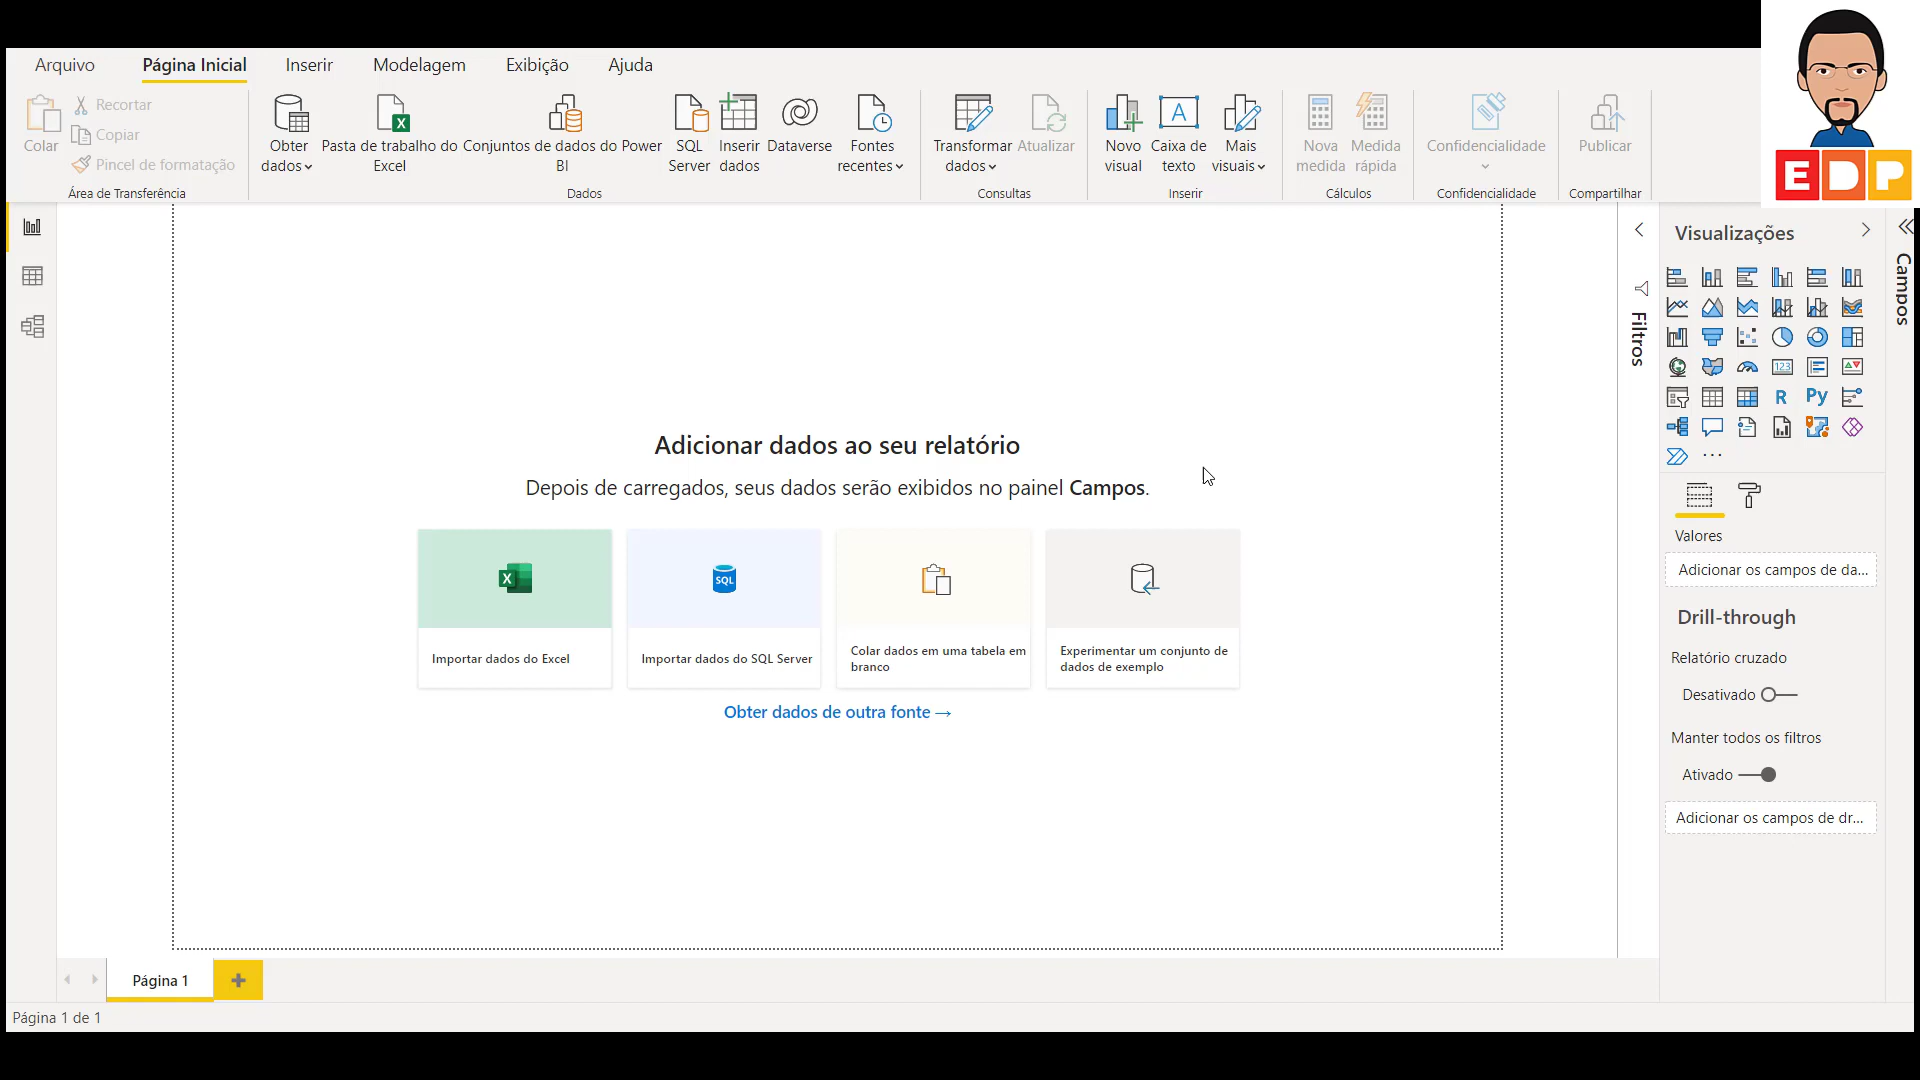 Arquivo
Página Inicial
Inserir
Modelagem
Exibição
Ajuda
EDP
Colar
Recortar
Copiar
Pincel de formatação
Área de Transferência
Obter
dados
Pasta de trabalho do
Excel
Conjuntos de dados do Power
BI
SQL
Server
Inserir
dados
Dataverse
Fontes
recentes
Dados
Transformar
dados
Atualizar
Consultas
Novo
visual
Caixa de
texto
Mais
visuais
Inserir
Nova
medida
Medida
rápida
Cálculos
Confidencialidade
Confidencialidade
Publicar
Compartilhar
Filtros
Visualizações
123
R
Py
Campos
Valores
Adicionar os campos de da...
Drill-through
Relatório cruzado
Desativado
Manter todos os filtros
Ativado
Adicionar os campos de dr...
Adicionar dados ao seu relatório
Depois de carregados, seus dados serão exibidos no painel Campos.
SQL
Importar dados do Excel
Importar dados do SQL Server
Colar dados em uma tabela em
branco
Experimentar um conjunto de
dados de exemplo
Obter dados de outra fonte →
Página 1
Página 1 de 1